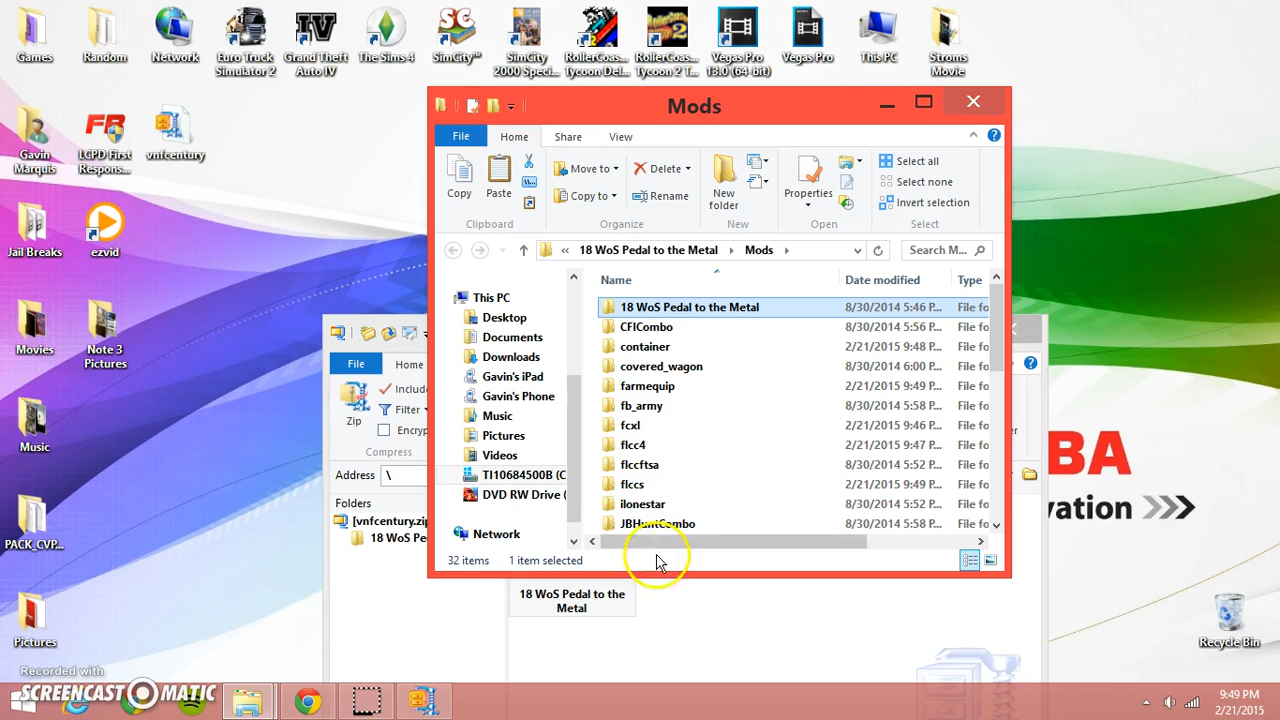 Games
Random
Network
Euro Truck
Simulator 2
Grand Theft
Auto IV
The Sims 4
SimCity™
SimCity
2000 Speci...
RollerCoas...
Tycoon Del...
RollerCoas...
Tycoon 2 T...
Vegas Pro
13.0 (64-bit)
Vegas Pro
This PC
Stroms
Movie
Gavin
Marquis
LCPD First
Respons...
vnfcentury
Jail Breaks
ezvid
Movies
Note 3
Pictures
Music
PACK_CVP...
Pictures
Mods
File
Home
Share
View
Copy
Paste
Move to
Copy to
Delete
Rename
New
folder
Properties
Select all
Select none
Invert selection
Clipboard
Organize
New
Open
Select
« 18 WoS Pedal to the Metal
Mods
Search M...
Name
Date modified
Type
This PC
Desktop
Documents
Downloads
Gavin's iPad
Gavin's Phone
Music
Pictures
Videos
TI10684500B (C
DVD RW Drive (
Network
18 WoS Pedal to the Metal 8/30/2014 5:46 P... File fo
CFICombo 8/30/2014 5:56 P... File fo
container 2/21/2015 9:48 P... File fo
covered_wagon 8/30/2014 6:00 P... File fo
farmequip 2/21/2015 9:49 P... File fo
fb_army 8/30/2014 5:58 P... File fo
fcxl 2/21/2015 9:46 P... File fo
flcc4 2/21/2015 9:47 P... File fo
flccftsa 8/30/2014 5:52 P... File fo
flccs 2/21/2015 9:49 P... File fo
ilonestar 8/30/2014 5:52 P... File fo
JBHuntCombo 8/30/2014 5:58 P... File fo
32 items
1 item selected
File
Home
Zip
Include
Filter
Encryp
Compress
Address
\
Folders
[vnfcentury.zip
18 WoS Pe
18 WoS Pedal to the
Metal
BA
ovation >>>
Recycle Bin
Recorded with
SCREENCAST-O-MATIC
9:49 PM
2/21/2015